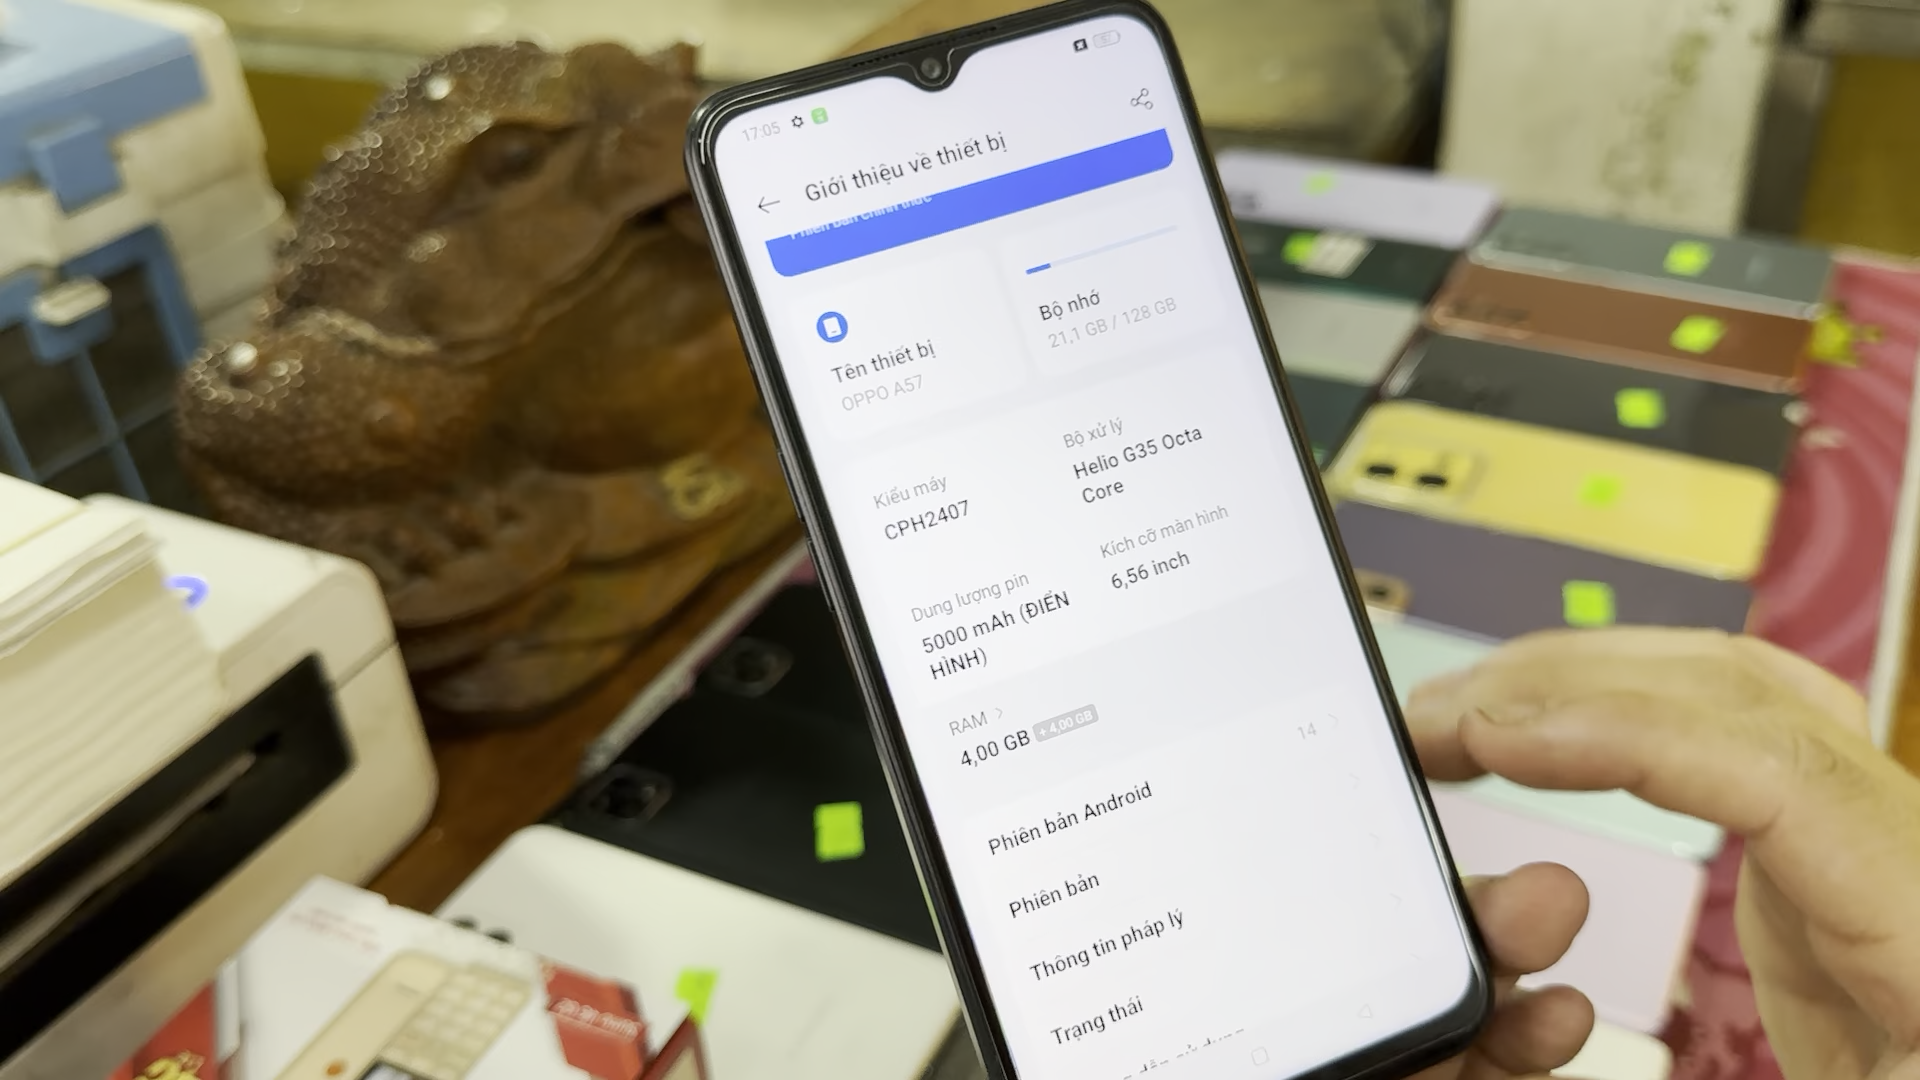 17:05
Giới thiệu về thiết bị
Phiên bản chính thức
Tên thiết bị
OPPO A57
Bộ nhớ
21,1 GB / 128 GB
Kiểu máy
CPH2407
Bộ xử lý
Helio G35 Octa
Core
Dung lượng pin
5000 mAh (ĐIỂN
HÌNH)
Kích cỡ màn hình
6,56 inch
RAM
4,00 GB + 4,00 GB
Phiên bản Android 14
Phiên bản
Thông tin pháp lý
Trạng thái